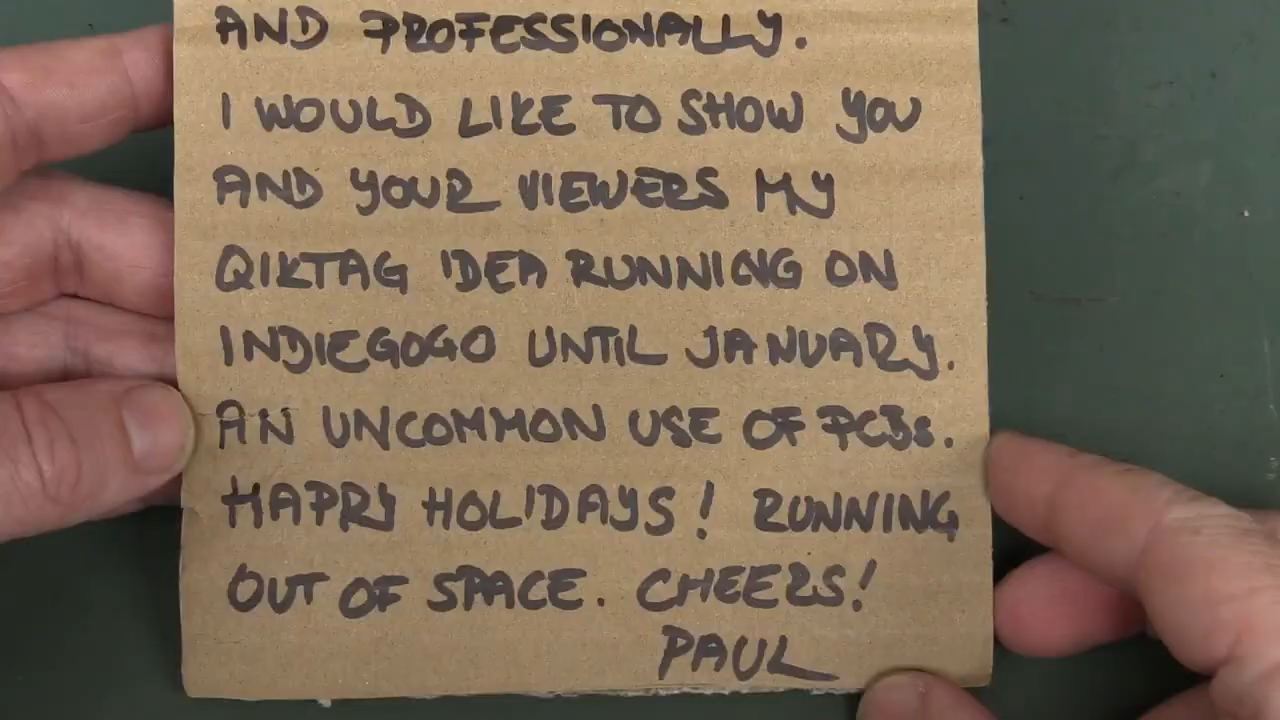 AND PROFESSIONALLY.
I WOULD LIKE TO SHOW YOU
AND YOUR VIEWERS MY
QIKTAG IDEA RUNNING ON
INDIEGOGO UNTIL JANUARY.
AN UNCOMMON USE OF PCBs.
HAPPY HOLIDAYS! RUNNING
OUT OF SPACE. CHEERS!
PAUL